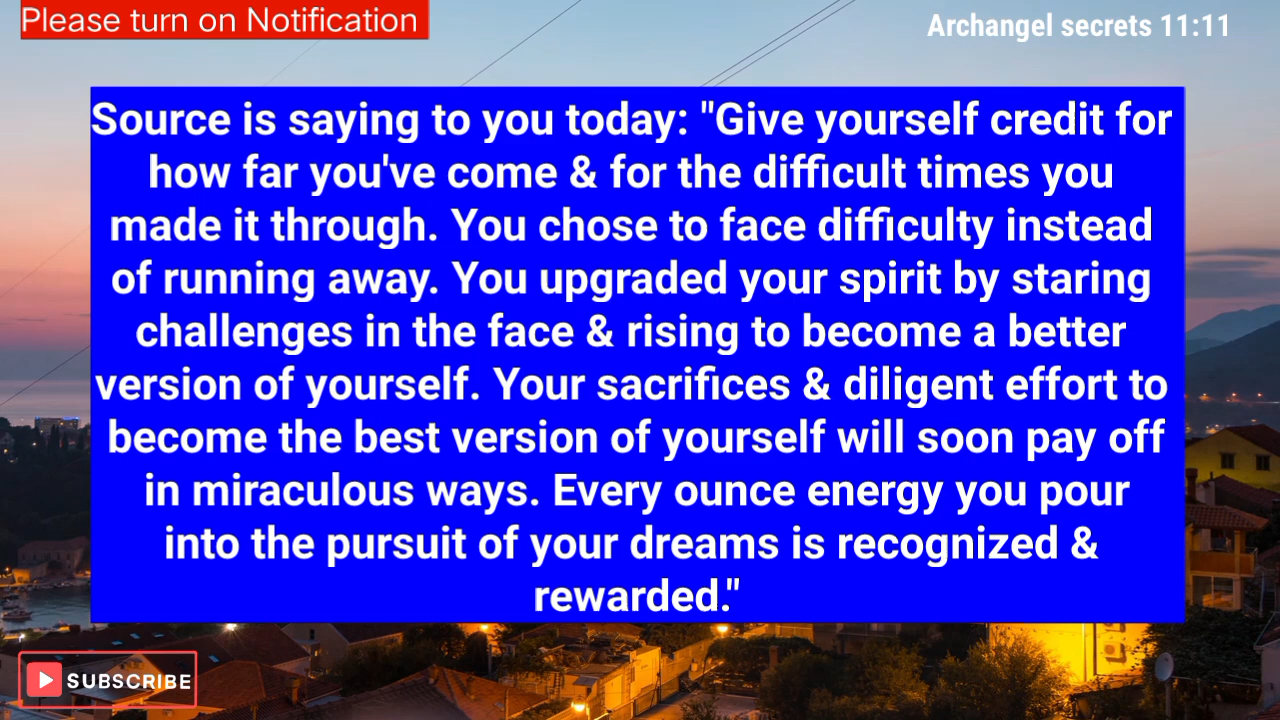 Please turn on Notification
Archangel secrets 11:11
Source is saying to you today: "Give yourself credit for
how far you've come & for the difficult times you
made it through. You chose to face difficulty instead
of running away. You upgraded your spirit by staring
challenges in the face & rising to become a better
version of yourself. Your sacrifices & diligent effort to
become the best version of yourself will soon pay off
in miraculous ways. Every ounce energy you pour
into the pursuit of your dreams is recognized &
rewarded."
SUBSCRIBE